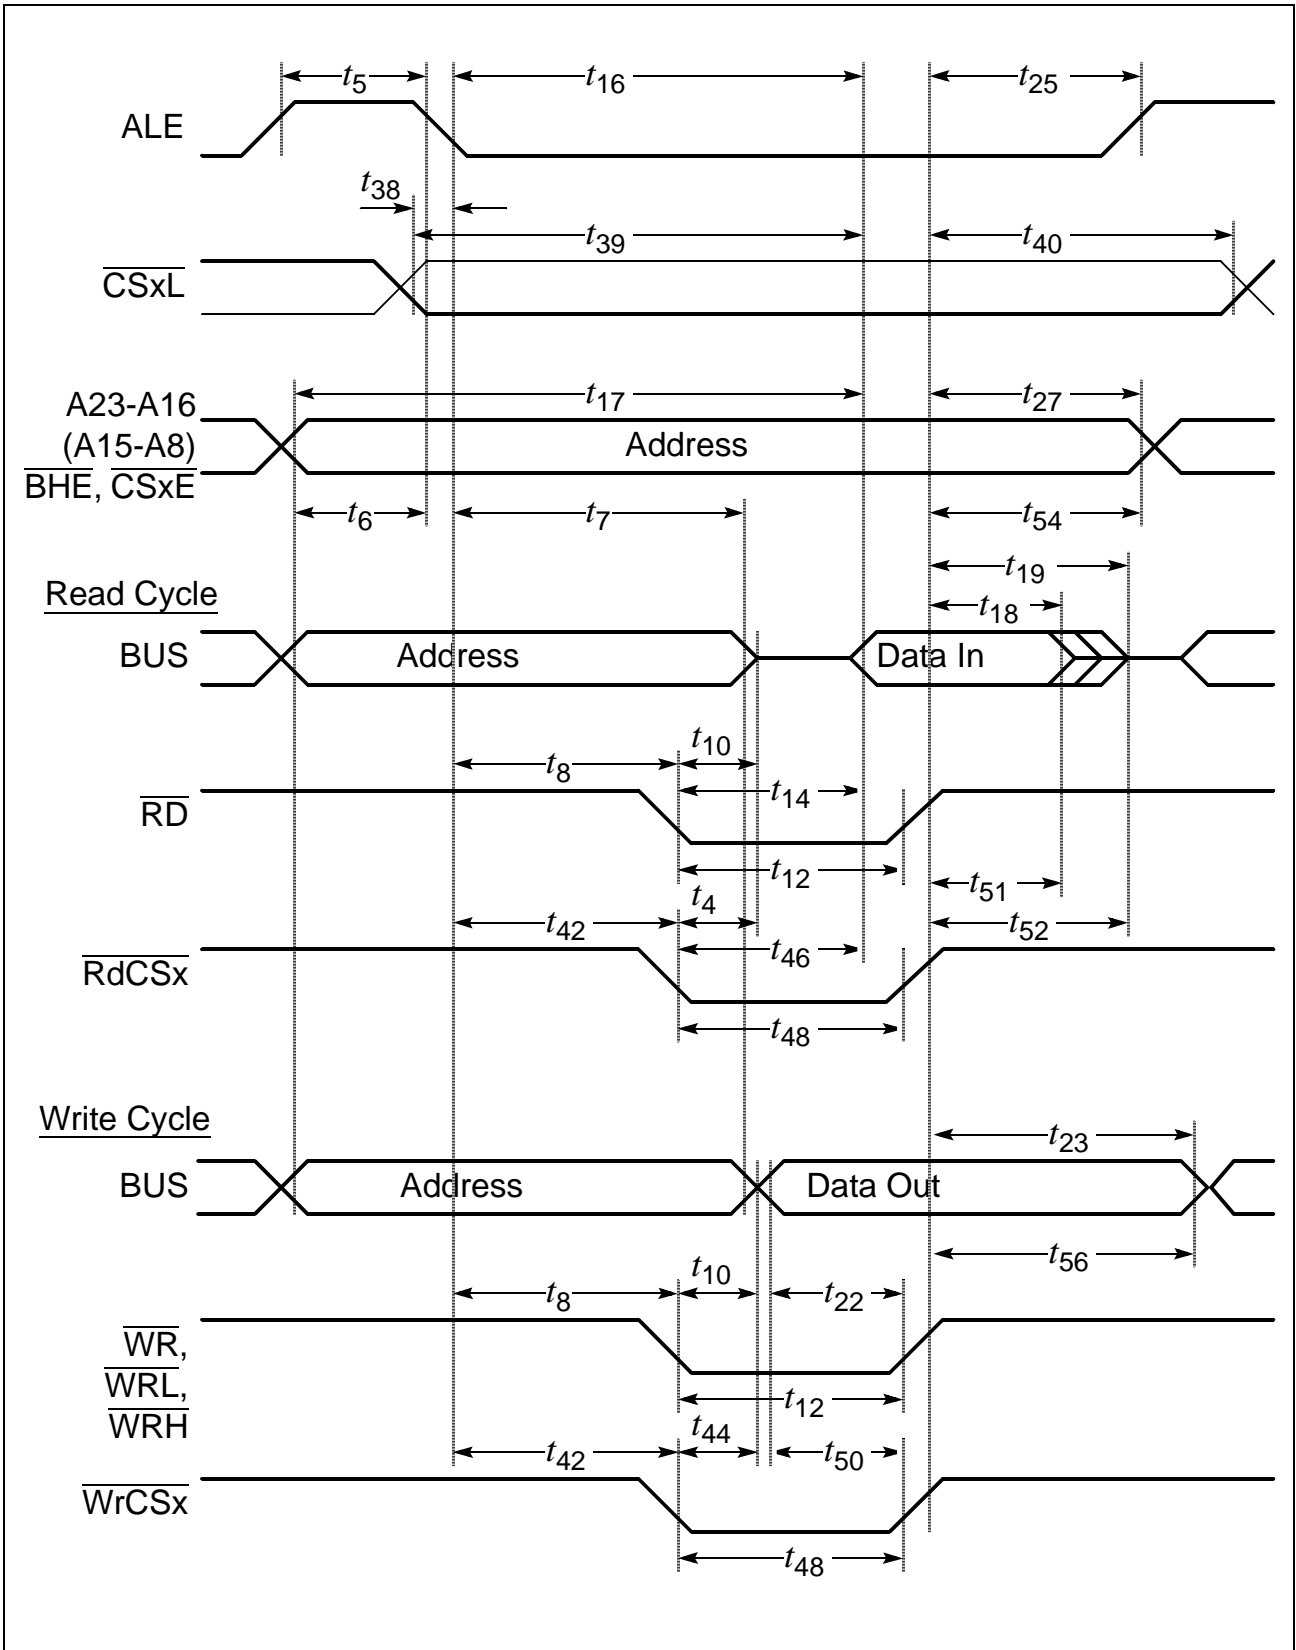 t5 t16 t25
ALE
t38
t39 t40
CSxL
t17 t27
A23-A16
(A15-A8) Address
BHE, CSxE
t6 t7 t54
t19
Read Cycle
t18
BUS Address Data In
t10
t8
t14
RD
t12
t51
t4
t42 t52
t46
RdCSx
t48
Write Cycle
t23
BUS Address Data Out
t56
t10
t8 t22
WR,
WRL,
t12
WRH
t44
t42 t50
WrCSx
t48